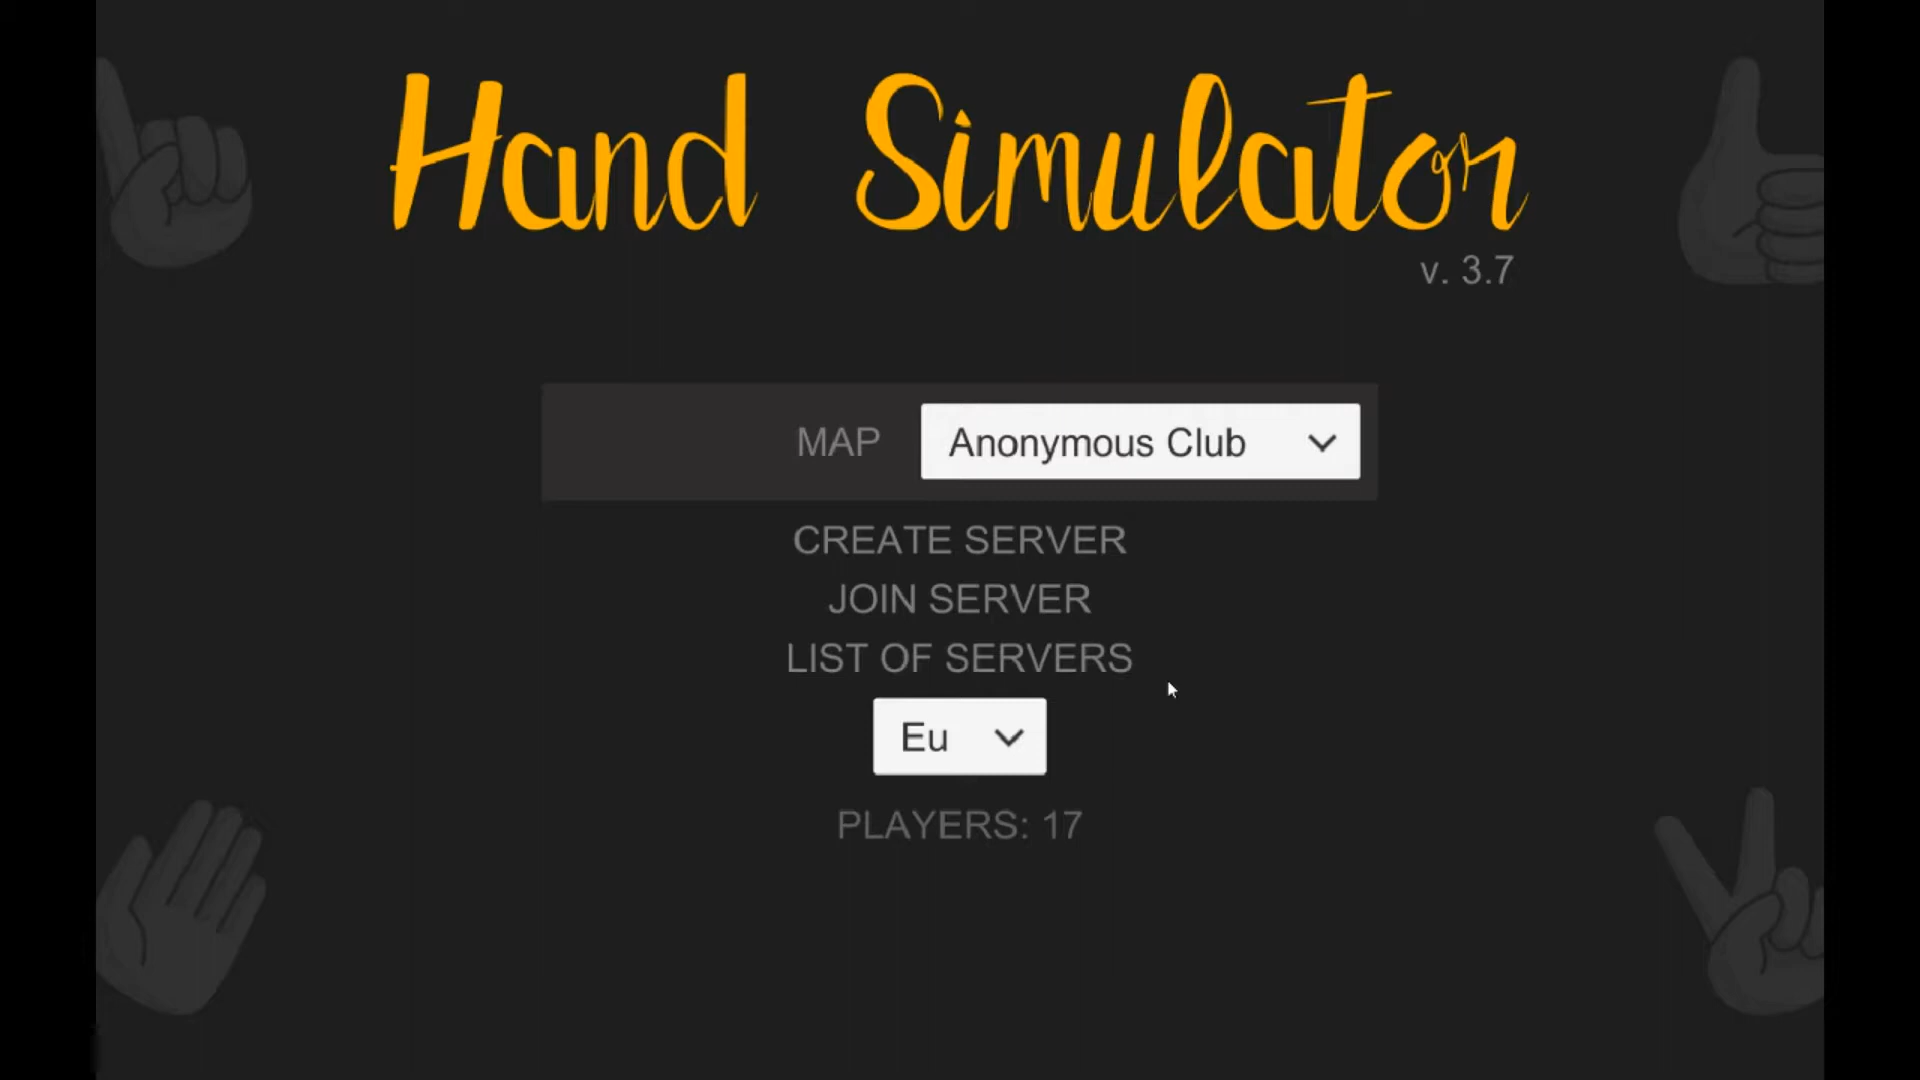 Hand Simulator
v. 3.7
MAP Anonymous Club
CREATE SERVER
JOIN SERVER
LIST OF SERVERS
Eu
PLAYERS: 17